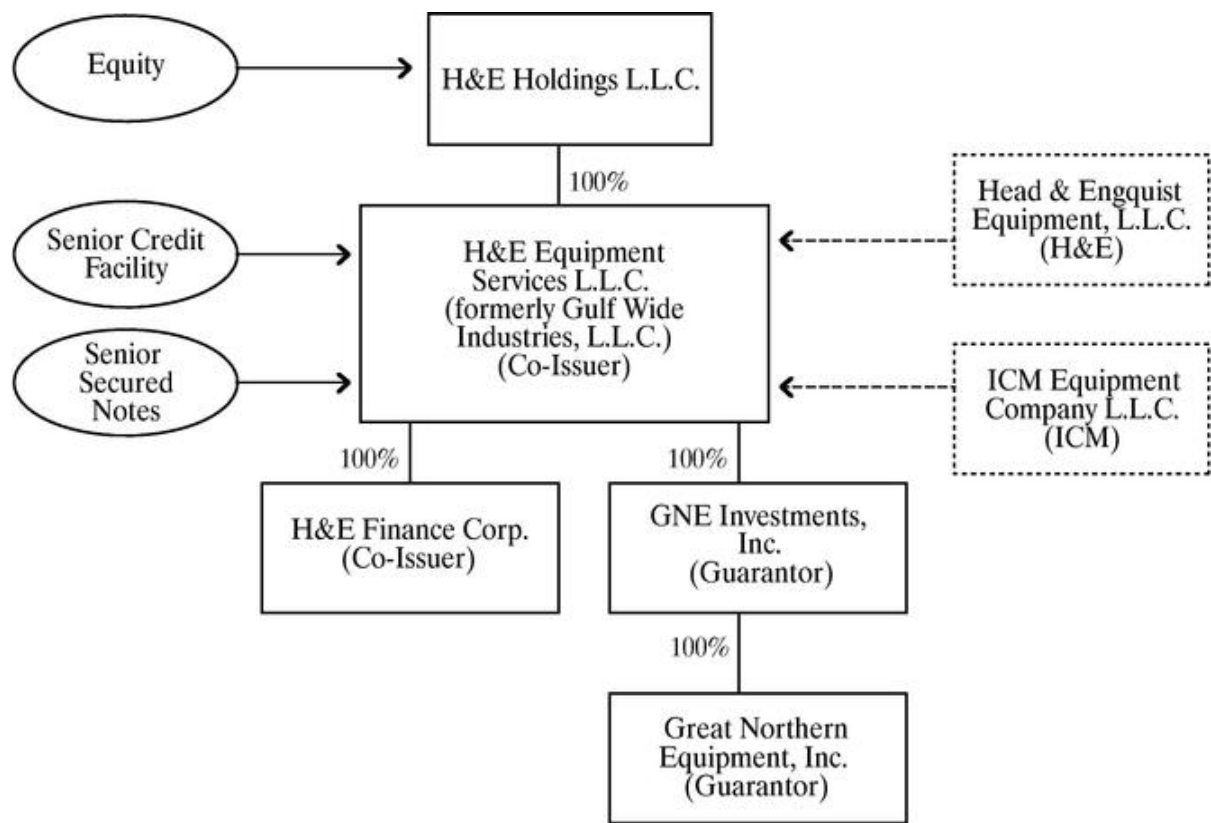 Equity
H&E Holdings L.L.C.
100%
Senior Credit
Facility
Senior
Secured
Notes
H&E Equipment
Services L.L.C.
(formerly Gulf Wide
Industries, L.L.C.)
(Co-Issuer)
Head & Engquist
Equipment, L.L.C.
(H&E)
ICM Equipment
Company L.L.C.
(ICM)
100%
100%
H&E Finance Corp.
(Co-Issuer)
GNE Investments,
Inc.
(Guarantor)
100%
Great Northern
Equipment, Inc.
(Guarantor)